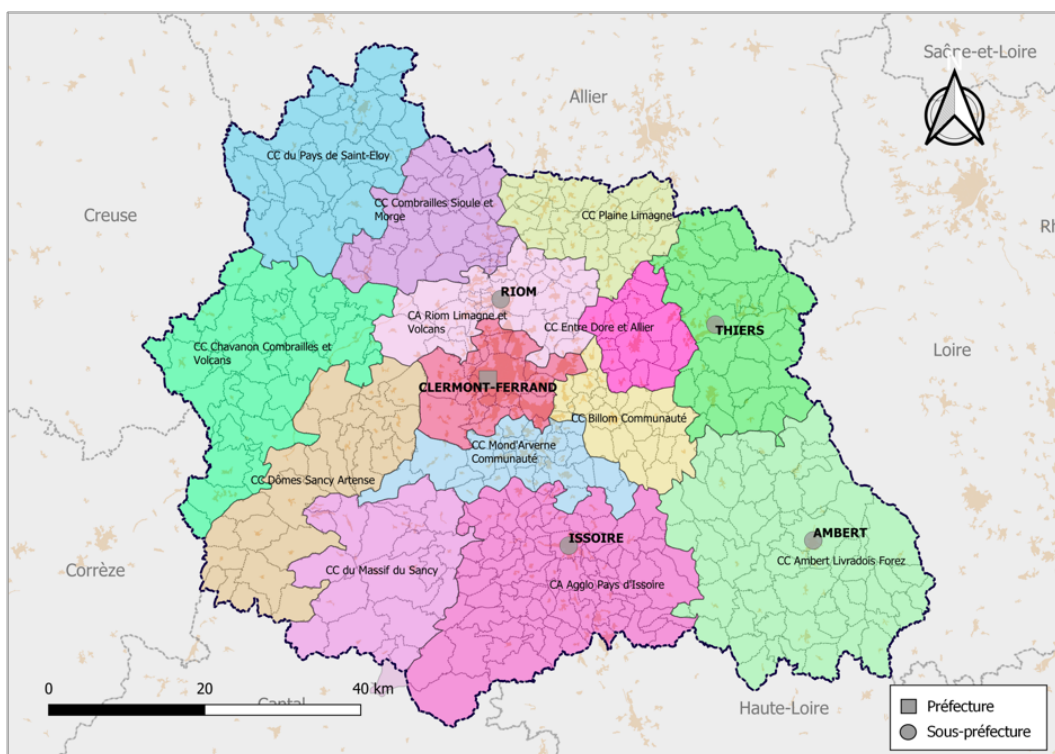 Saône-et-Loire
N
Allier
CC du Pays de Saint-Eloy
CC Combrailles Sioule et
Morge
CC Plaine Limagne
Creuse
Rh
RIOM
CA Riom Limagne et
Volcans
CC Entre Dore et Allier
THIERS
CC Chavanon Combrailles et
Volcans
Loire
CLERMONT-FERRAND
CC Billom Communauté
CC Mond'Arverne
Communauté
CC Dômes Sancy Artense
ISSOIRE
AMBERT
CC Ambert Livradois Forez
Corrèze
CC du Massif du Sancy
CA Agglo Pays d'Issoire
0 20 40 km
Cantal
Haute-Loire
Préfecture
Sous-préfecture